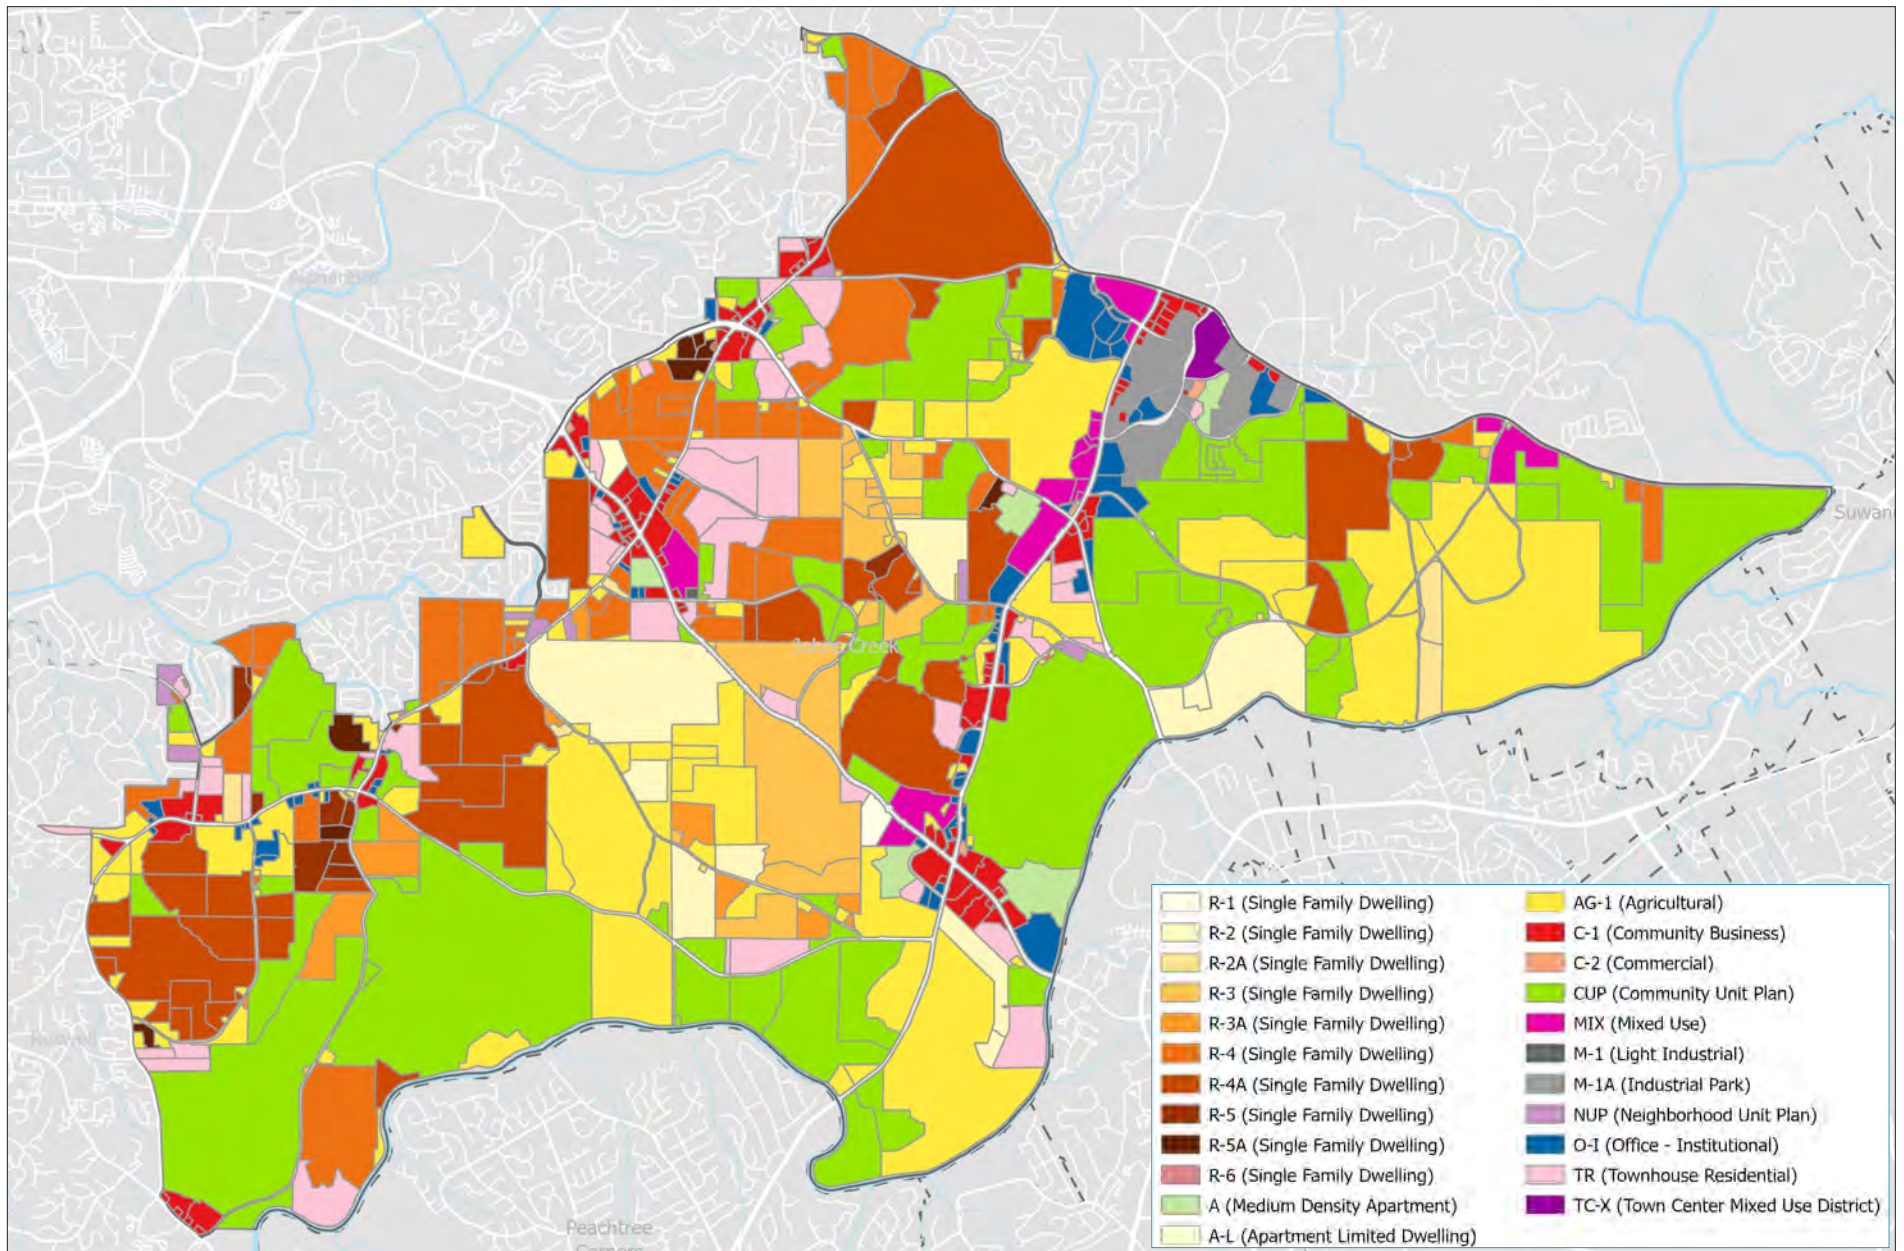 Suwan
Johns Creek
Peachtree
Corners
R-1 (Single Family Dwelling)
R-2 (Single Family Dwelling)
R-2A (Single Family Dwelling)
R-3 (Single Family Dwelling)
R-3A (Single Family Dwelling)
R-4 (Single Family Dwelling)
R-4A (Single Family Dwelling)
R-5 (Single Family Dwelling)
R-5A (Single Family Dwelling)
R-6 (Single Family Dwelling)
A (Medium Density Apartment)
A-L (Apartment Limited Dwelling)
AG-1 (Agricultural)
C-1 (Community Business)
C-2 (Commercial)
CUP (Community Unit Plan)
MIX (Mixed Use)
M-1 (Light Industrial)
M-1A (Industrial Park)
NUP (Neighborhood Unit Plan)
O-I (Office - Institutional)
TR (Townhouse Residential)
TC-X (Town Center Mixed Use District)